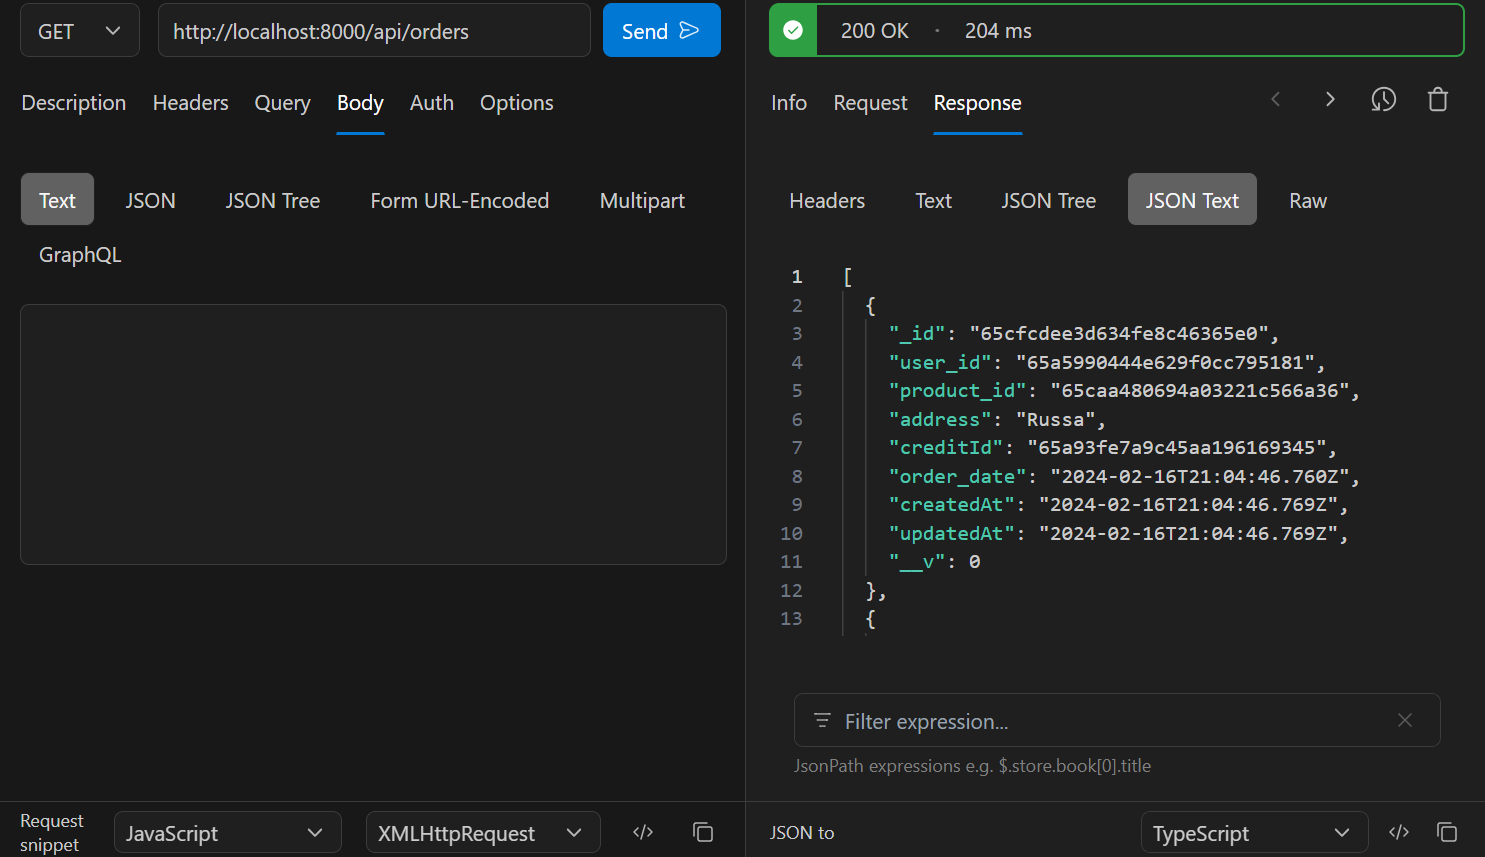 GET
http://localhost:8000/api/orders
Send
200 OK · 204 ms
Description Headers Query Body Auth Options
Info Request Response
Text JSON JSON Tree Form URL-Encoded Multipart
GraphQL
Headers Text JSON Tree JSON Text Raw
1 [
2 {
3 "_id": "65cfcdee3d634fe8c46365e0",
4 "user_id": "65a5990444e629f0cc795181",
5 "product_id": "65caa480694a03221c566a36",
6 "address": "Russa",
7 "creditId": "65a93fe7a9c45aa196169345",
8 "order_date": "2024-02-16T21:04:46.760Z",
9 "createdAt": "2024-02-16T21:04:46.769Z",
10 "updatedAt": "2024-02-16T21:04:46.769Z",
11 "__v": 0
12 },
13 {
Filter expression...
JsonPath expressions e.g. $.store.book[0].title
Request
snippet
JavaScript
XMLHttpRequest
JSON to
TypeScript